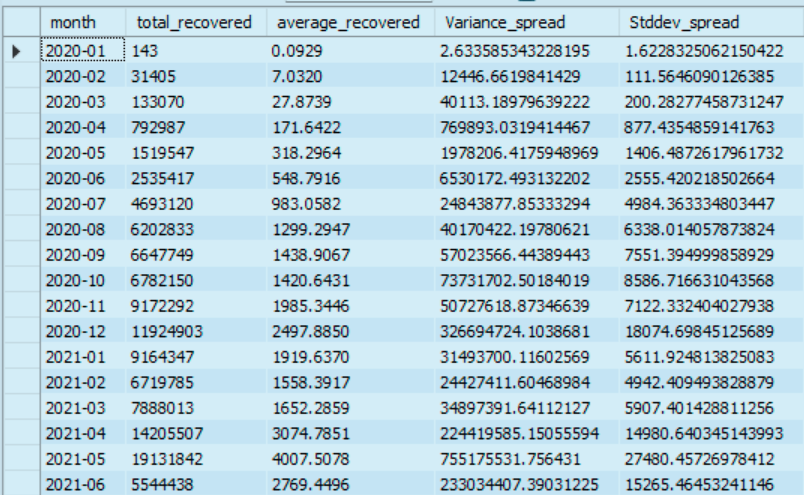 month total_recovered average_recovered Variance_spread Stddev_spread
2020-01 143 0.0929 2.633585343228195 1.6228325062150422
2020-02 31405 7.0320 12446.6619841429 111.5646090126385
2020-03 133070 27.8739 40113.18979639222 200.28277458731247
2020-04 792987 171.6422 769893.0319414467 877.4354859141763
2020-05 1519547 318.2964 1978206.4175948969 1406.4872617961732
2020-06 2535417 548.7916 6530172.493132202 2555.420218502664
2020-07 4693120 983.0582 24843877.85333294 4984.363334803447
2020-08 6202833 1299.2947 40170422.19780621 6338.014057873824
2020-09 6647749 1438.9067 57023566.44389443 7551.394999858929
2020-10 6782150 1420.6431 73731702.50184019 8586.716631043568
2020-11 9172292 1985.3446 50727618.87346639 7122.332404027938
2020-12 11924903 2497.8850 326694724.1038681 18074.69845125689
2021-01 9164347 1919.6370 31493700.11602569 5611.924813825083
2021-02 6719785 1558.3917 24427411.60468984 4942.409493828879
2021-03 7888013 1652.2859 34897391.64112127 5907.401428811256
2021-04 14205507 3074.7851 224419585.15055594 14980.640345143993
2021-05 19131842 4007.5078 755175531.756431 27480.45726978412
2021-06 5544438 2769.4496 233034407.39031225 15265.46453241146